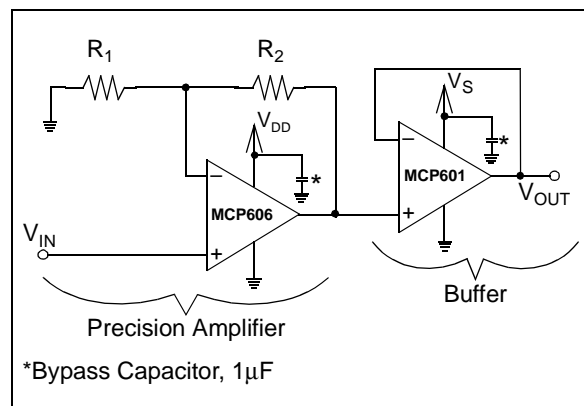 R1
R2
VDD
VS
*
*
–
MCP606
+
–
MCP601
+
VIN
VOUT
Precision Amplifier
Buffer
*Bypass Capacitor, 1μF